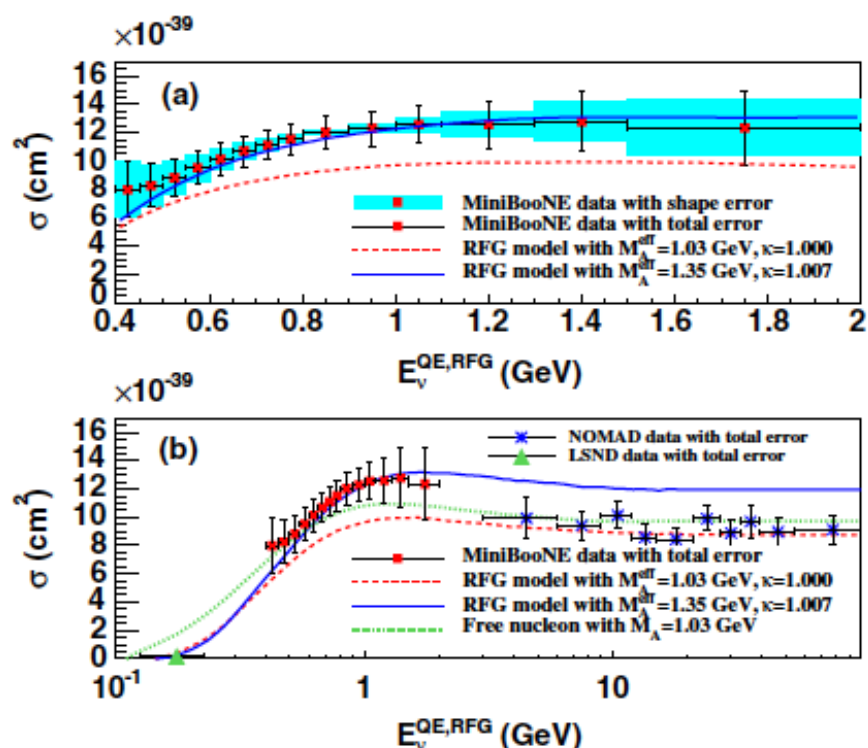 ×10⁻³⁹
16
14
12
10
8
6
4
2
0
σ (cm²)
(a)
MiniBooNE data with shape error
MiniBooNE data with total error
RFG model with M_A^eff=1.03 GeV, κ=1.000
RFG model with M_A^eff=1.35 GeV, κ=1.007
0.4 0.6 0.8 1 1.2 1.4 1.6 1.8 2
E_ν^QE,RFG (GeV)
×10⁻³⁹
16
14
12
10
8
6
4
2
0
σ (cm²)
(b)
NOMAD data with total error
LSND data with total error
MiniBooNE data with total error
RFG model with M_A^eff=1.03 GeV, κ=1.000
RFG model with M_A^eff=1.35 GeV, κ=1.007
Free nucleon with M_A=1.03 GeV
10⁻¹ 1 10
E_ν^QE,RFG (GeV)